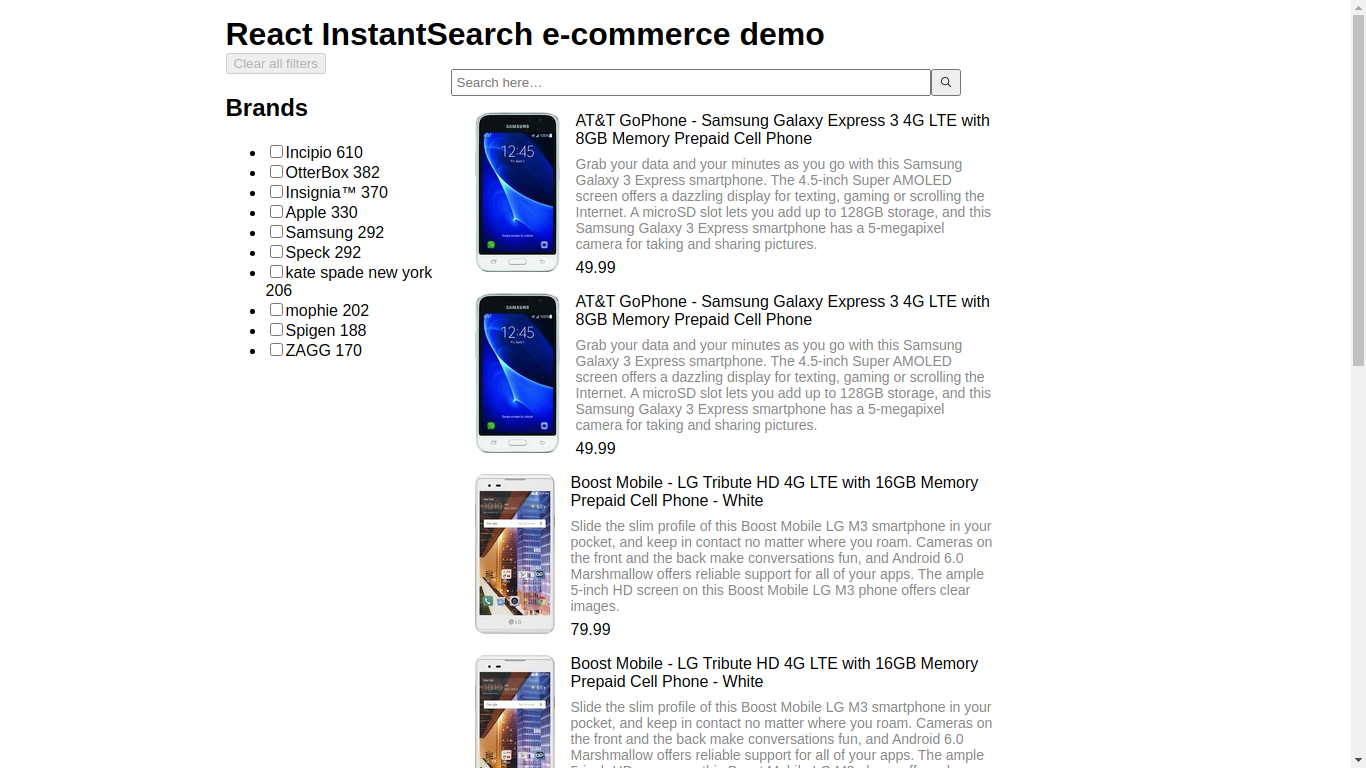 React InstantSearch e-commerce demo
Clear all filters
Search here…
Brands
Incipio 610
OtterBox 382
Insignia™ 370
Apple 330
Samsung 292
Speck 292
kate spade new york
206
mophie 202
Spigen 188
ZAGG 170
SAMSUNG
12:45
AT&T GoPhone - Samsung Galaxy Express 3 4G LTE with
8GB Memory Prepaid Cell Phone
Grab your data and your minutes as you go with this Samsung
Galaxy 3 Express smartphone. The 4.5-inch Super AMOLED
screen offers a dazzling display for texting, gaming or scrolling the
Internet. A microSD slot lets you add up to 128GB storage, and this
Samsung Galaxy 3 Express smartphone has a 5-megapixel
camera for taking and sharing pictures.
49.99
SAMSUNG
12:45
AT&T GoPhone - Samsung Galaxy Express 3 4G LTE with
8GB Memory Prepaid Cell Phone
Grab your data and your minutes as you go with this Samsung
Galaxy 3 Express smartphone. The 4.5-inch Super AMOLED
screen offers a dazzling display for texting, gaming or scrolling the
Internet. A microSD slot lets you add up to 128GB storage, and this
Samsung Galaxy 3 Express smartphone has a 5-megapixel
camera for taking and sharing pictures.
49.99
10:10
LG
Boost Mobile - LG Tribute HD 4G LTE with 16GB Memory
Prepaid Cell Phone - White
Slide the slim profile of this Boost Mobile LG M3 smartphone in your
pocket, and keep in contact no matter where you roam. Cameras on
the front and the back make conversations fun, and Android 6.0
Marshmallow offers reliable support for all of your apps. The ample
5-inch HD screen on this Boost Mobile LG M3 phone offers clear
images.
79.99
10:10
Boost Mobile - LG Tribute HD 4G LTE with 16GB Memory
Prepaid Cell Phone - White
Slide the slim profile of this Boost Mobile LG M3 smartphone in your
pocket, and keep in contact no matter where you roam. Cameras on
the front and the back make conversations fun, and Android 6.0
Marshmallow offers reliable support for all of your apps. The ample